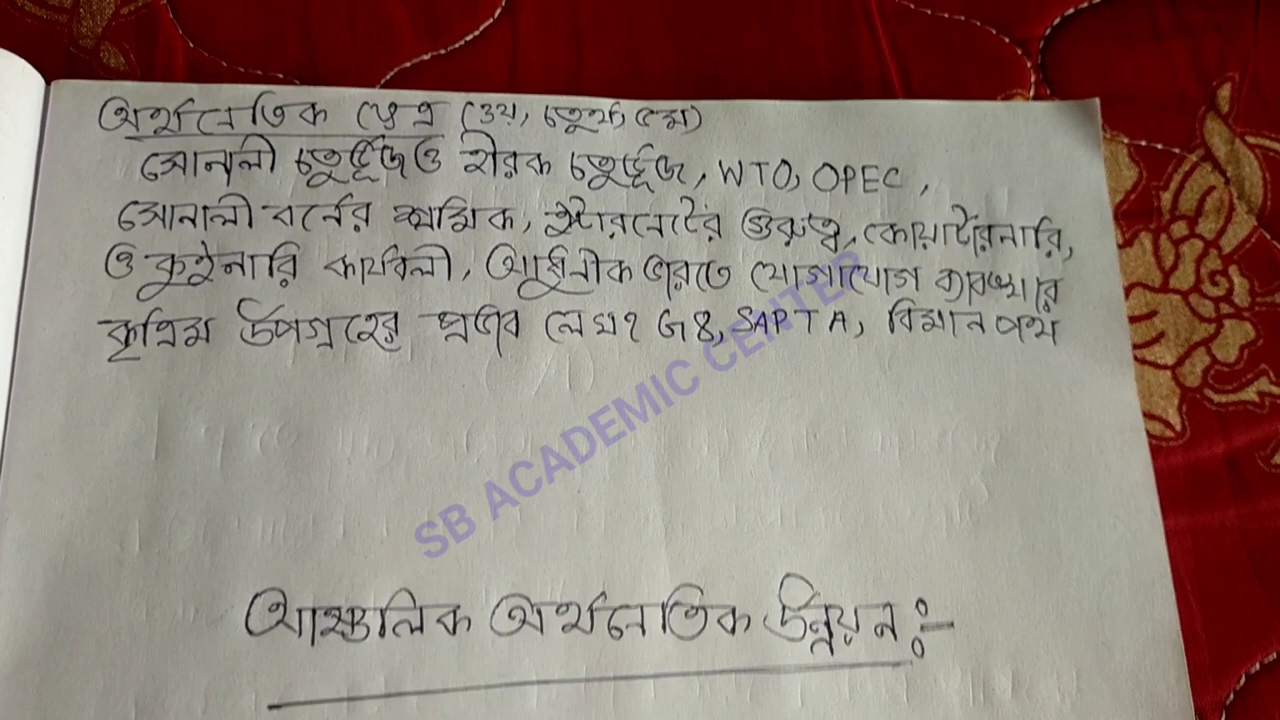 অর্থনৈতিক ক্ষেত্র (৩য়, চতুর্থ, ৫ম)
সোনালী চতুর্ভূজ ও হীরক চতুর্ভূজ, WTO, OPEC,
সোনালী বর্নের শ্রমিক, ইন্টারনেটের গুরুত্ব, কোয়াটারনারি,
ও কুইনারি কার্যাবলী, আধুনীক ভারতে যোগাযোগ ব্যবস্থার
কৃত্রিম উপগ্রহের প্রভাব লেখ? G8, SAPTA, বিমান পথ
SB ACADEMIC CENTER
আঞ্চলিক অর্থনৈতিক উন্নয়ন ঃ-